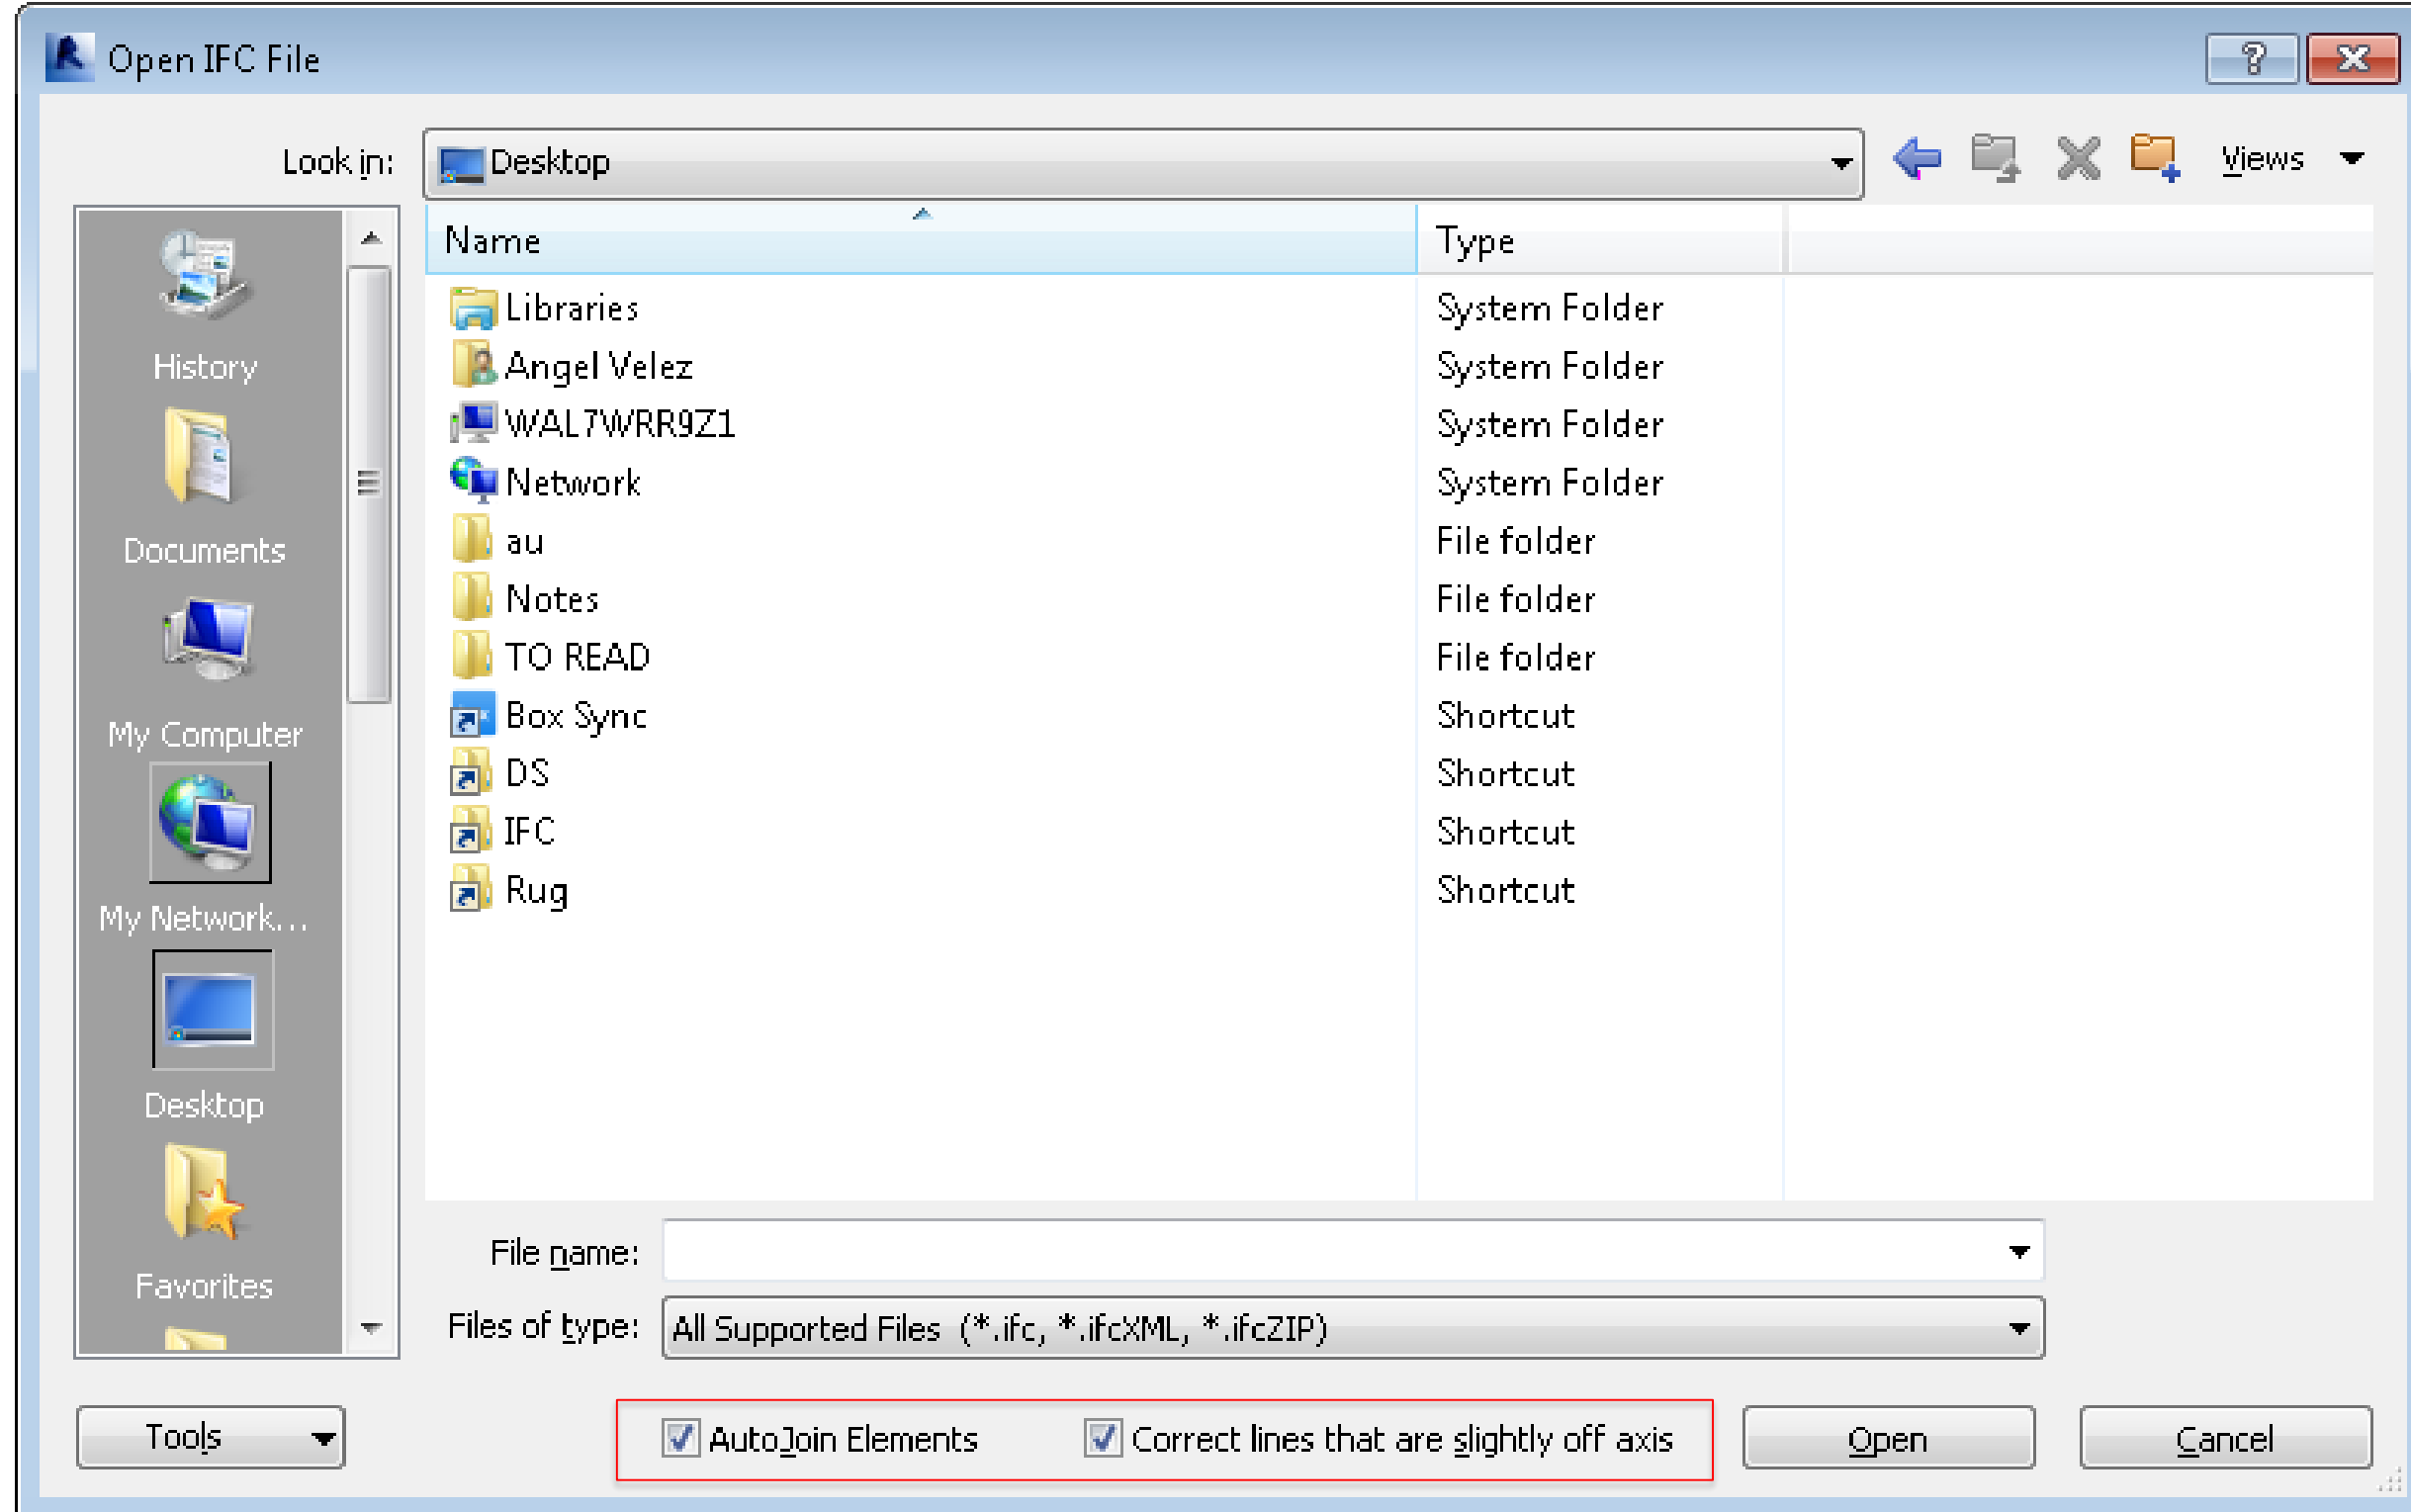 Open IFC File
Look in: Desktop Views
Name Type
Libraries System Folder
Angel Velez System Folder
WAL7WRR9Z1 System Folder
Network System Folder
au File folder
Notes File folder
TO READ File folder
Box Sync Shortcut
DS Shortcut
IFC Shortcut
Rug Shortcut
History
Documents
My Computer
My Network...
Desktop
Favorites
File name:
Files of type: All Supported Files (*.ifc, *.ifcXML, *.ifcZIP)
Tools AutoJoin Elements Correct lines that are slightly off axis Open Cancel